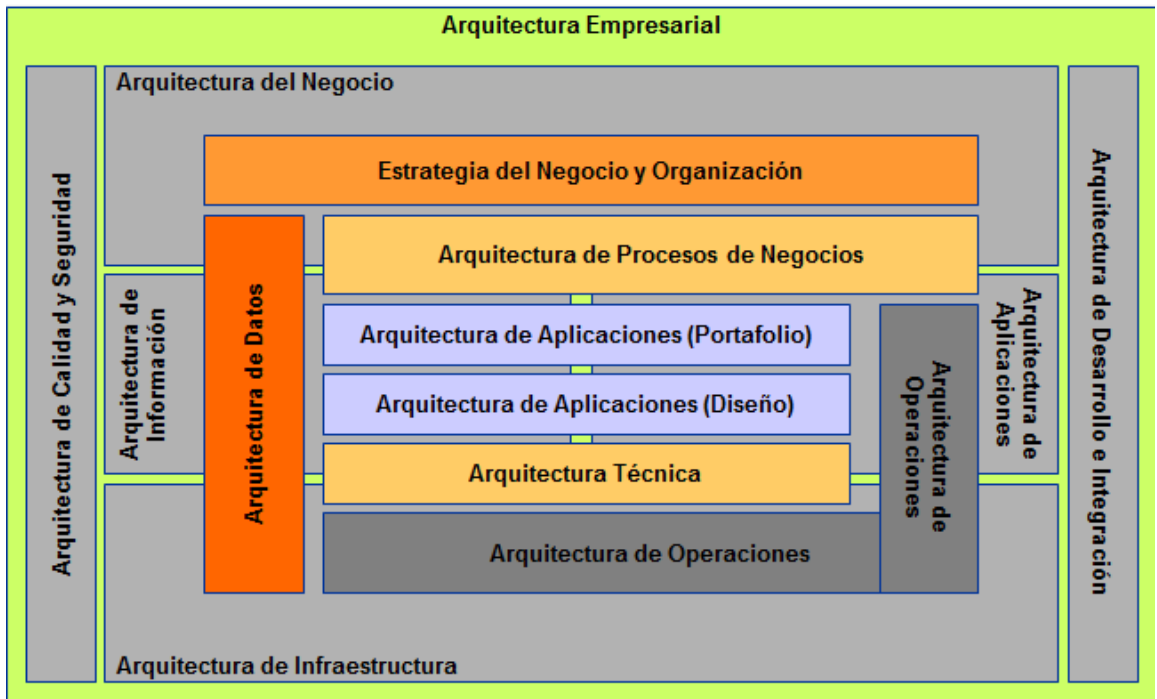 Arquitectura Empresarial
Arquitectura de Calidad y Seguridad
Arquitectura del Negocio
Estrategia del Negocio y Organización
Arquitectura de Procesos de Negocios
Arquitectura de
Información
Arquitectura de Datos
Arquitectura de Aplicaciones (Portafolio)
Arquitectura de Aplicaciones (Diseño)
Arquitectura Técnica
Arquitectura de Operaciones
Arquitectura de
Operaciones
Arquitectura de
Aplicaciones
Arquitectura de Infraestructura
Arquitectura de Desarrollo e Integración